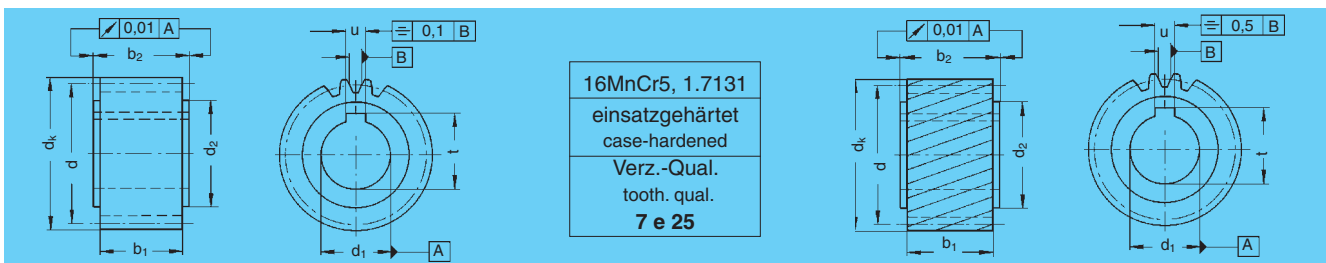 0,01 A
b2
dk
d
d2
b1
u
0,1 B
B
t
d1
A
16MnCr5, 1.7131
einsatzgehärtet
case-hardened
Verz.-Qual.
tooth. qual.
7 e 25
0,01 A
b2
dk
d
d2
b1
u
0,5 B
B
t
d1
A